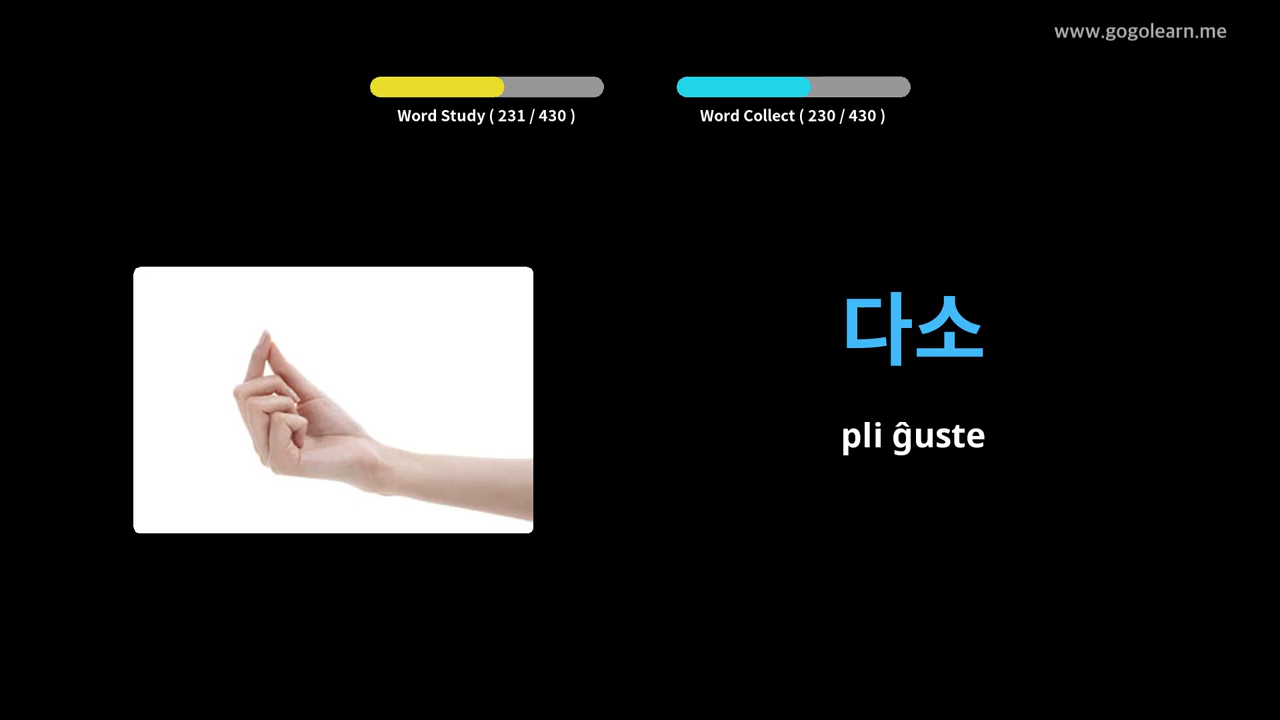 www.gogolearn.me
Word Study ( 231 / 430 )
Word Collect ( 230 / 430 )
다소
pli ĝuste